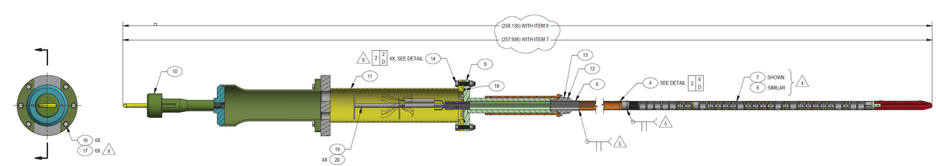 (258.136) WITH ITEM 8
(257.936) WITH ITEM 7
10
11
9
2
2
D
8X, SEE DETAIL
14
9
18
13
12
6
4
SEE DETAIL
2
6
D
7
SHOWN
8
SIMILAR
4
16
6X
17
6X
8
19
4X
20
5
5